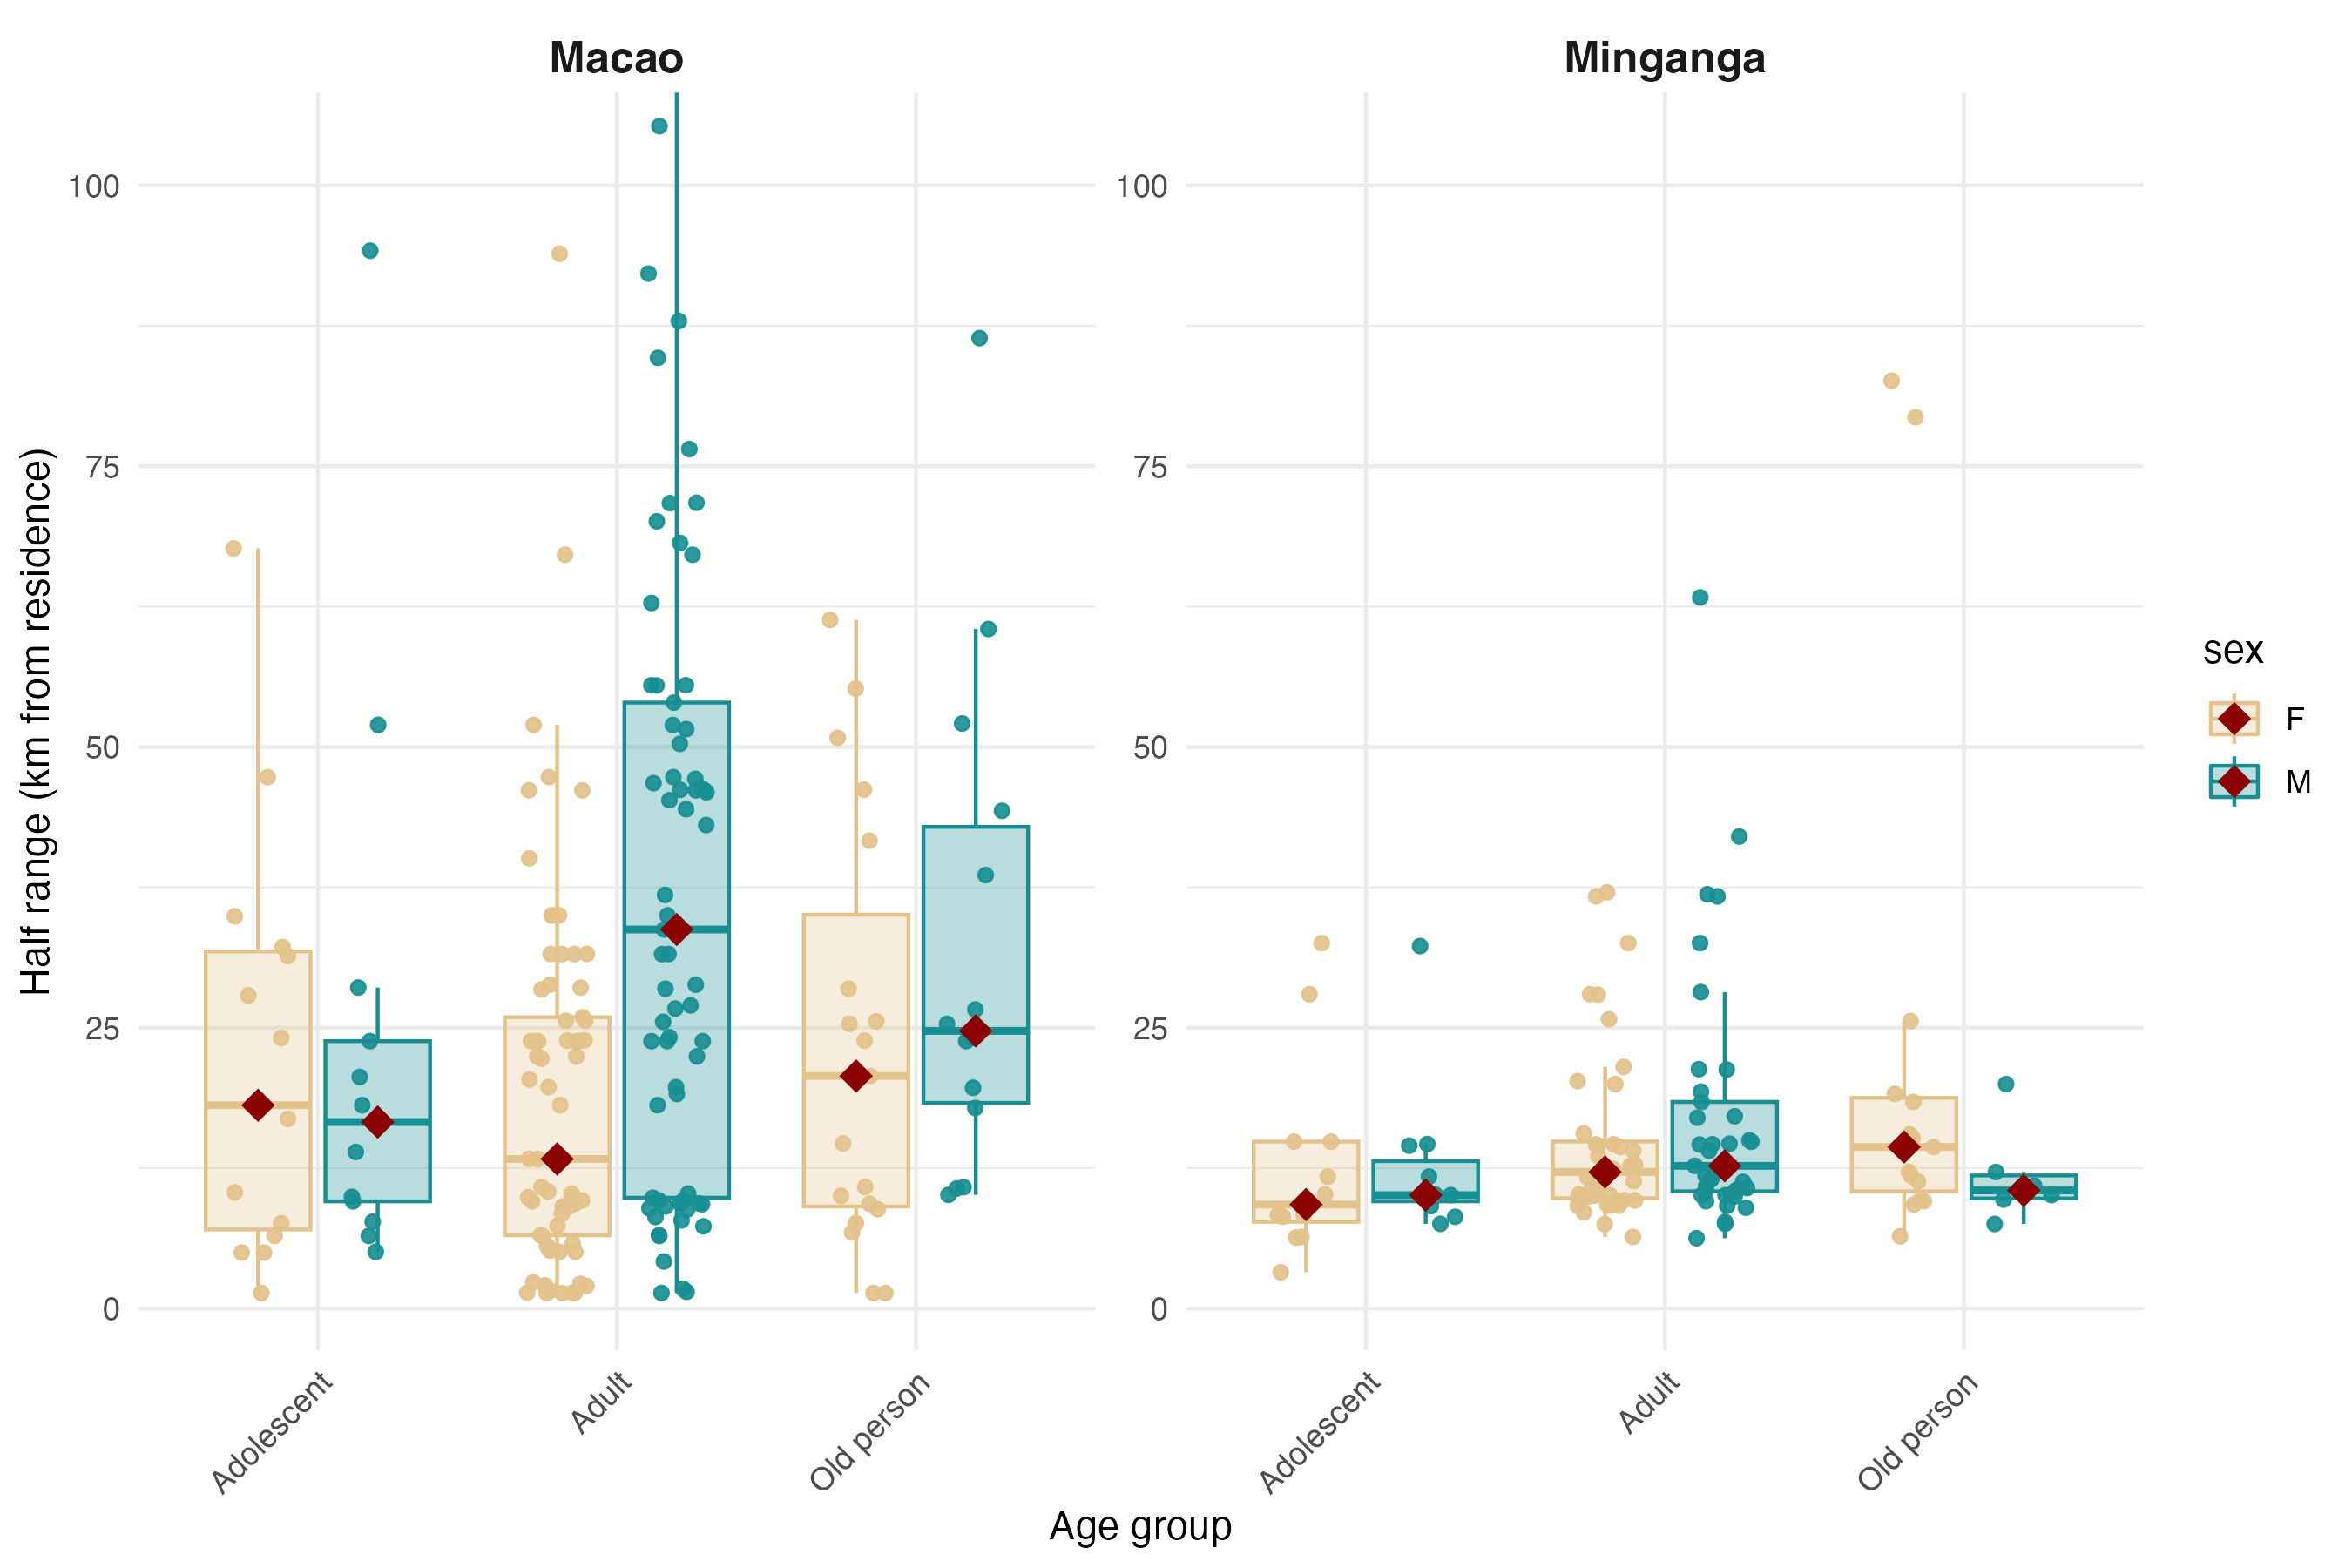 Macao
Minganga
Half range (km from residence)
100
75
50
25
0
100
75
50
25
0
Adolescent
Adult
Old person
Adolescent
Adult
Old person
Age group
sex
F
M